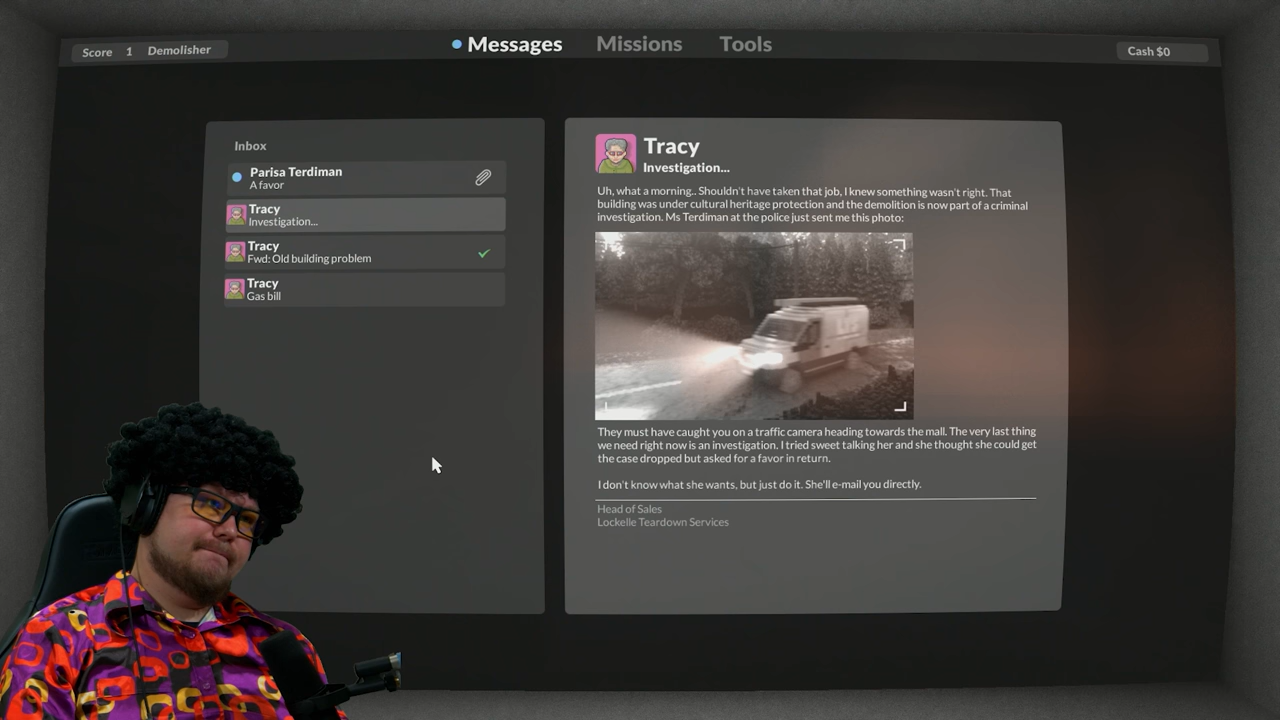 Score 1 Demolisher
Messages Missions Tools
Cash $0
Inbox
Parisa Terdiman
A favor
Tracy
Investigation...
Tracy
Fwd: Old building problem
Tracy
Gas bill
Tracy
Investigation...
Uh, what a morning.. Shouldn't have taken that job, I knew something wasn't right. That
building was under cultural heritage protection and the demolition is now part of a criminal
investigation. Ms Terdiman at the police just sent me this photo:
They must have caught you on a traffic camera heading towards the mall. The very last thing
we need right now is an investigation. I tried sweet talking her and she thought she could get
the case dropped but asked for a favor in return.
I don't know what she wants, but just do it. She'll e-mail you directly.
Head of Sales
Lockelle Teardown Services